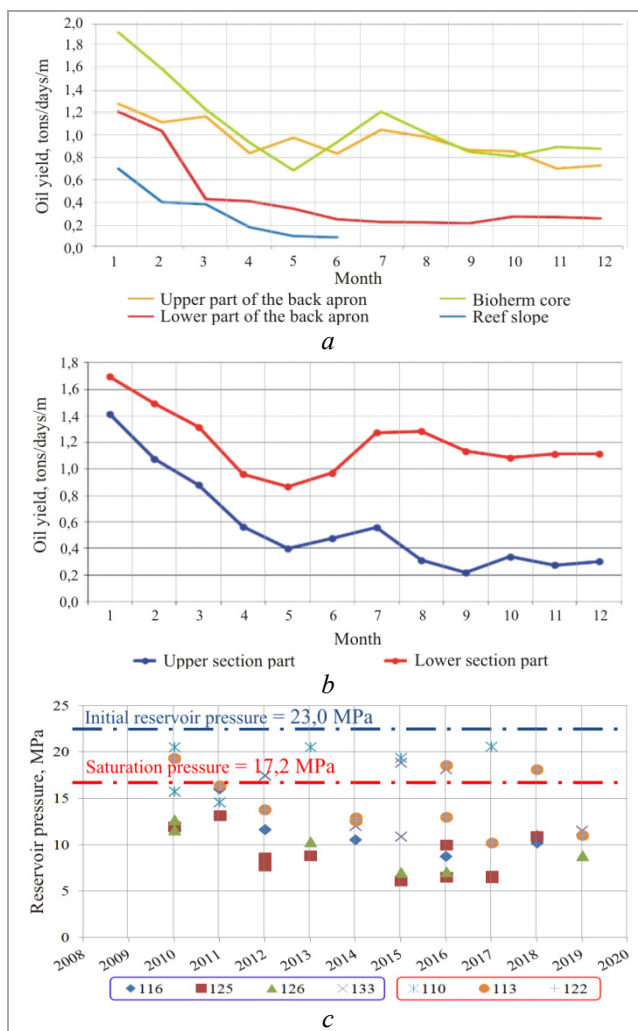 2,0
1,8
1,6
1,4
1,2
1,0
0,8
0,6
0,4
0,2
0,0
Oil yield, tons/days/m
1 2 3 4 5 6 7 8 9 10 11 12
Month
Upper part of the back apron Bioherm core
Lower part of the back apron Reef slope
a
1,8
1,6
1,4
1,2
1,0
0,8
0,6
0,4
0,2
0,0
Oil yield, tons/days/m
1 2 3 4 5 6 7 8 9 10 11 12
Month
Upper section part Lower section part
b
25
20
15
10
5
0
Reservoir pressure, MPa
Initial reservoir pressure = 23,0 MPa
Saturation pressure = 17,2 MPa
2008 2009 2010 2011 2012 2013 2014 2015 2016 2017 2018 2019 2020
116 125 126 133 110 113 122
c